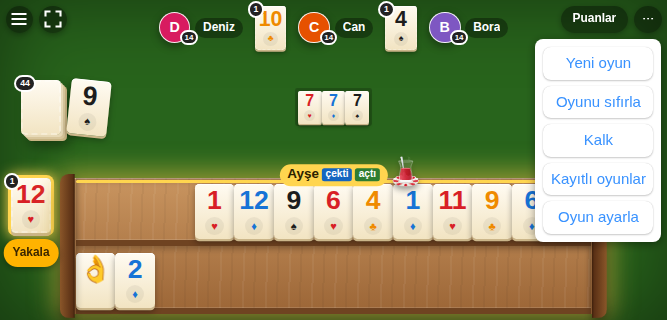 1
10
1
4
D
14
Deniz
C
14
Can
B
14
Bora
Puanlar
...
Yeni oyun
Oyunu sıfırla
Kalk
Kayıtlı oyunlar
Oyun ayarla
44
9
7 7 7
Ayşe çekti açtı
1
12
Yakala
1 12 9 6 4 1 11 9 6
2